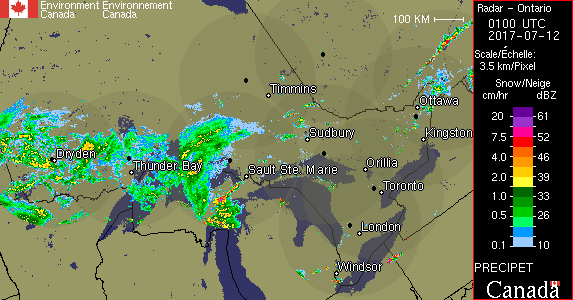 Environment Environnement
Canada Canada
100 KM
Timmins
Ottawa
Sudbury
Kingston
Dryden
Thunder Bay
Sault Ste. Marie
Orillia
Toronto
London
Windsor
Radar - Ontario
0100 UTC
2017-07-12
Scale/Échelle:
3.5 km/Pixel
Snow/Neige
cm/hr dBZ
20 61
7.5 52
4.0 46
2.0 39
1.0 33
0.5 26
0.1 10
PRECIPET
Canada